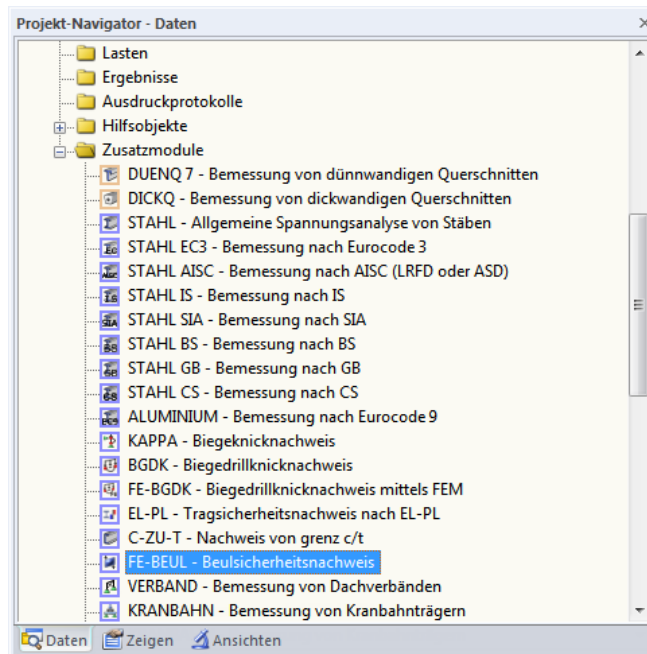 Projekt-Navigator - Daten
Lasten
Ergebnisse
Ausdruckprotokolle
Hilfsobjekte
Zusatzmodule
DUENQ 7 - Bemessung von dünnwandigen Querschnitten
DICKQ - Bemessung von dickwandigen Querschnitten
STAHL - Allgemeine Spannungsanalyse von Stäben
STAHL EC3 - Bemessung nach Eurocode 3
STAHL AISC - Bemessung nach AISC (LRFD oder ASD)
STAHL IS - Bemessung nach IS
STAHL SIA - Bemessung nach SIA
STAHL BS - Bemessung nach BS
STAHL GB - Bemessung nach GB
STAHL CS - Bemessung nach CS
ALUMINIUM - Bemessung nach Eurocode 9
KAPPA - Biegeknicknachweis
BGDK - Biegedrillknicknachweis
FE-BGDK - Biegedrillknicknachweis mittels FEM
EL-PL - Tragsicherheitsnachweis nach EL-PL
C-ZU-T - Nachweis von grenz c/t
FE-BEUL - Beulsicherheitsnachweis
VERBAND - Bemessung von Dachverbänden
KRANBAHN - Bemessung von Kranbahnträgern
Daten Zeigen Ansichten